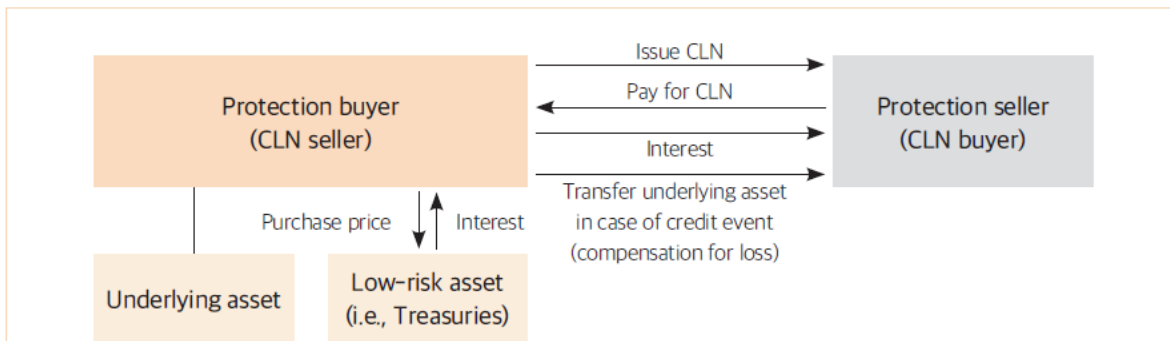 Issue CLN
Protection buyer
(CLN seller)
Pay for CLN
Protection seller
(CLN buyer)
Interest
Transfer underlying asset
in case of credit event
(compensation for loss)
Purchase price
Interest
Underlying asset
Low-risk asset
(i.e., Treasuries)